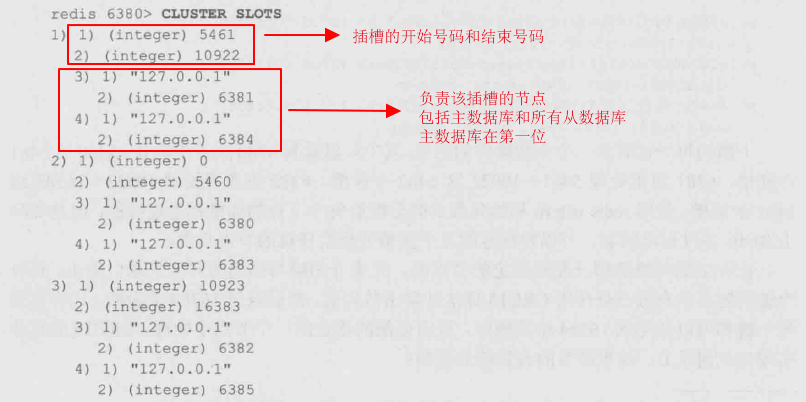 redis 6380> CLUSTER SLOTS
1) 1) (integer) 5461
2) (integer) 10922
3) 1) "127.0.0.1"
2) (integer) 6381
4) 1) "127.0.0.1"
2) (integer) 6384
2) 1) (integer) 0
2) (integer) 5460
3) 1) "127.0.0.1"
2) (integer) 6380
4) 1) "127.0.0.1"
2) (integer) 6383
3) 1) (integer) 10923
2) (integer) 16383
3) 1) "127.0.0.1"
2) (integer) 6382
4) 1) "127.0.0.1"
2) (integer) 6385
插槽的开始号码和结束号码
负责该插槽的节点
包括主数据库和所有从数据库
主数据库在第一位